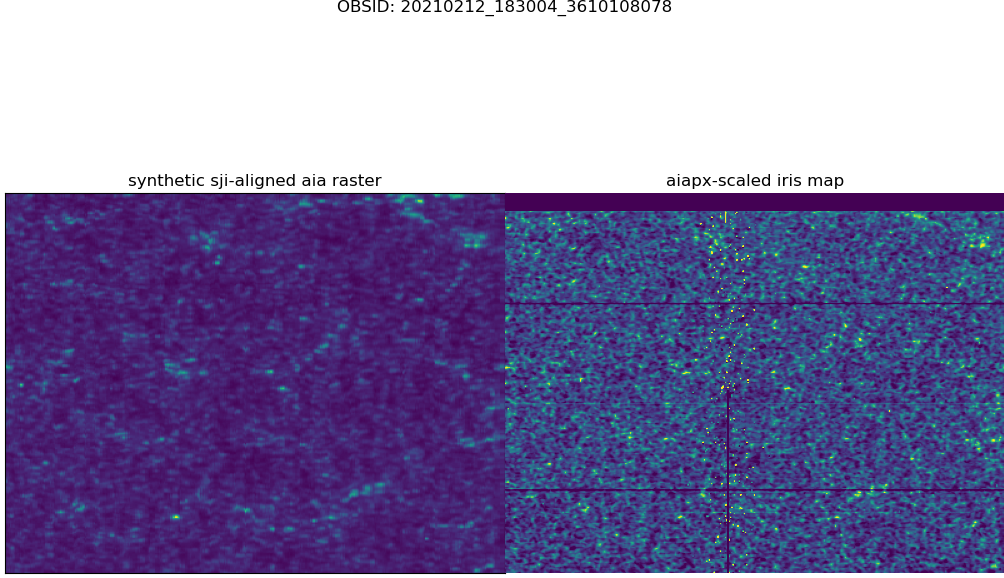 OBSID: 20210212_183004_3610108078
synthetic sji-aligned aia raster
aiapx-scaled iris map